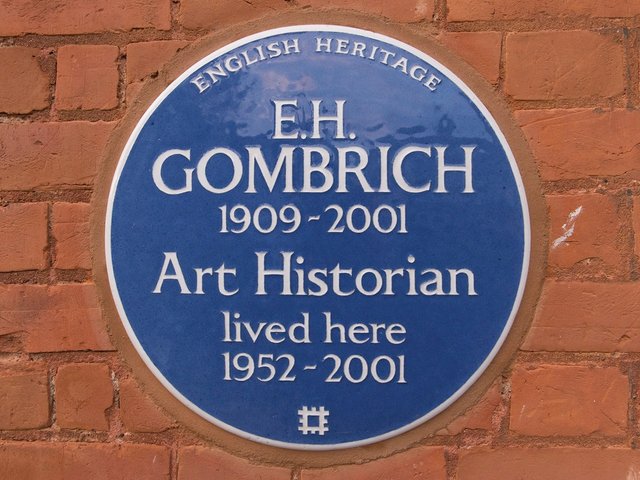 ENGLISH HERITAGE
E.H.
GOMBRICH
1909-2001
Art Historian
lived here
1952-2001